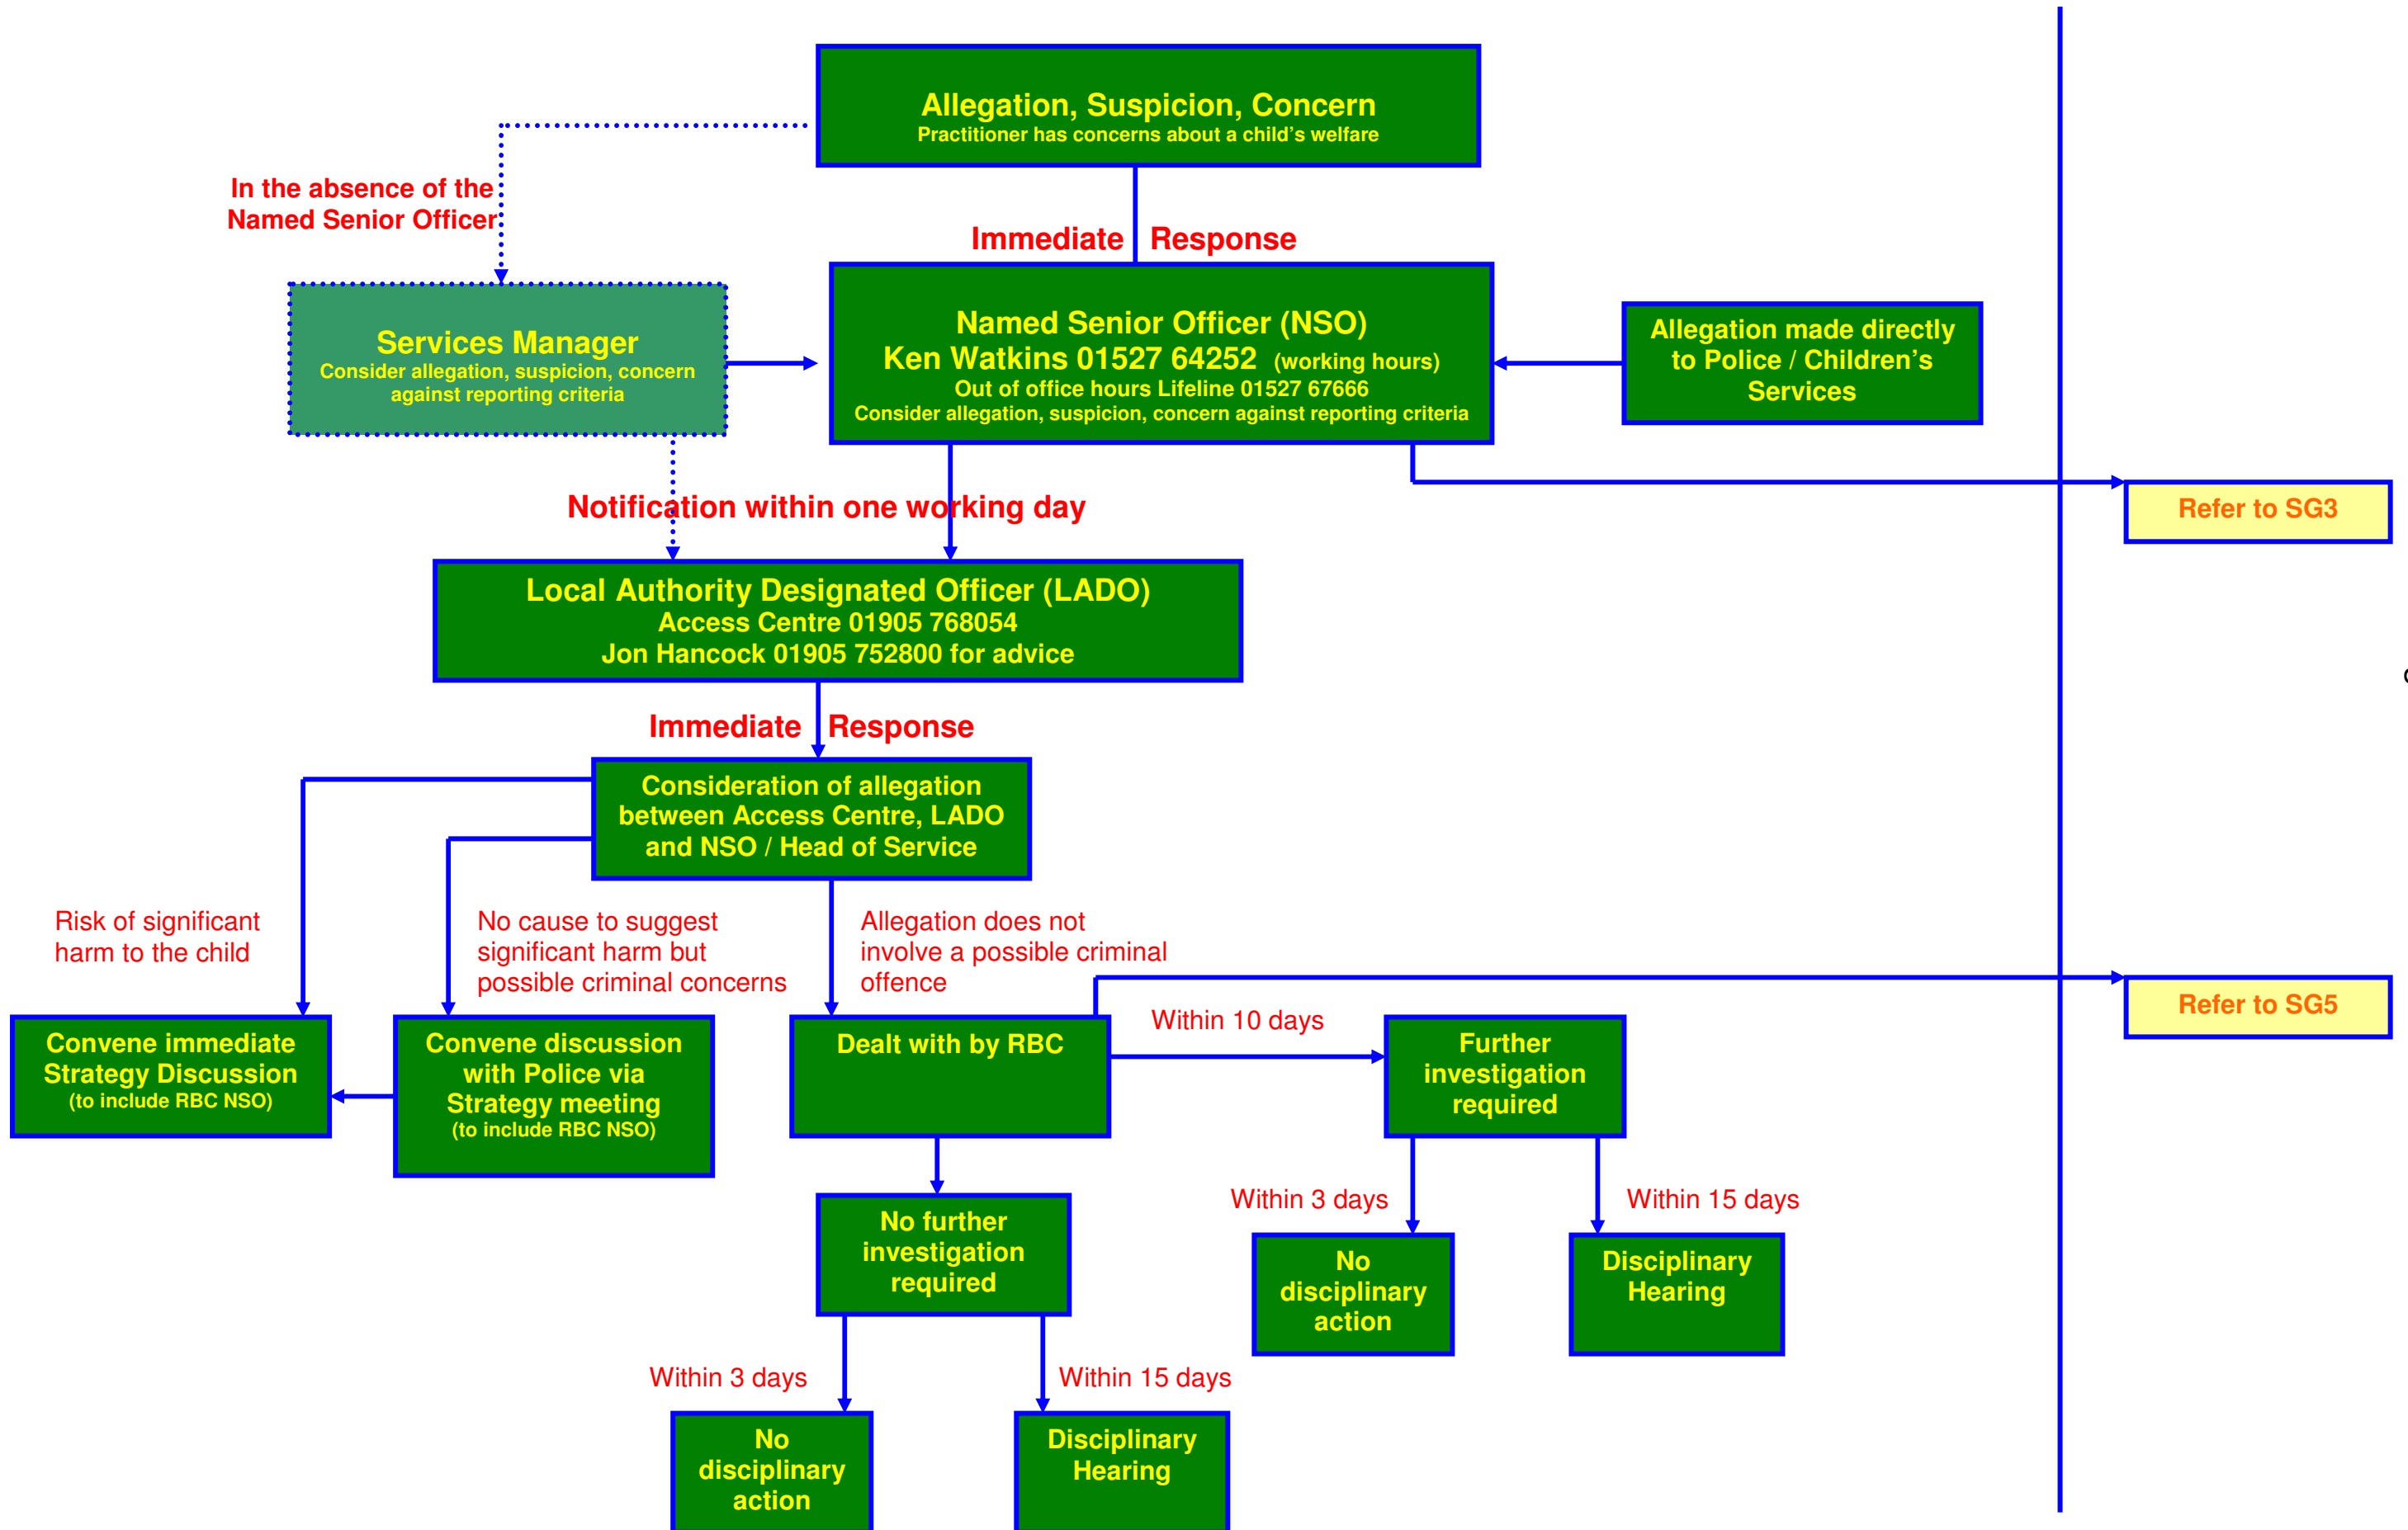 Allegation, Suspicion, Concern
Practitioner has concerns about a child’s welfare
In the absence of the
Named Senior Officer
Immediate Response
Services Manager
Consider allegation, suspicion, concern
against reporting criteria
Named Senior Officer (NSO)
Ken Watkins 01527 64252 (working hours)
Out of office hours Lifeline 01527 67666
Consider allegation, suspicion, concern against reporting criteria
Allegation made directly
to Police / Children’s
Services
Notification within one working day
Refer to SG3
Local Authority Designated Officer (LADO)
Access Centre 01905 768054
Jon Hancock 01905 752800 for advice
Immediate Response
Consideration of allegation
between Access Centre, LADO
and NSO / Head of Service
Risk of significant
harm to the child
No cause to suggest
significant harm but
possible criminal concerns
Allegation does not
involve a possible criminal
offence
Refer to SG5
Convene immediate
Strategy Discussion
(to include RBC NSO)
Convene discussion
with Police via
Strategy meeting
(to include RBC NSO)
Dealt with by RBC
Within 10 days
Further
investigation
required
No further
investigation
required
Within 3 days
Within 15 days
No
disciplinary
action
Disciplinary
Hearing
Within 3 days
Within 15 days
No
disciplinary
action
Disciplinary
Hearing